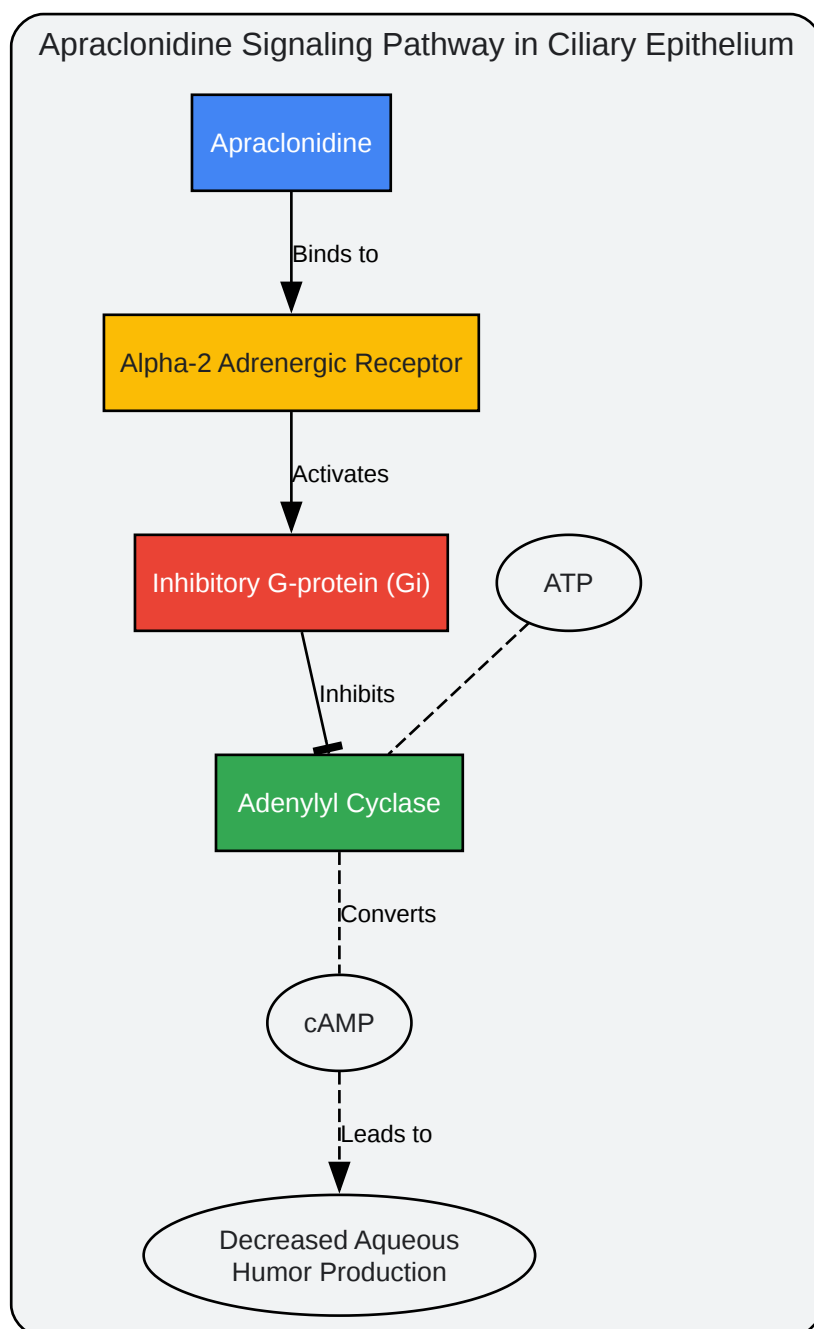 Apraclonidine Signaling Pathway in Ciliary Epithelium
Apraclonidine
Binds to
Alpha-2 Adrenergic Receptor
Activates
Inhibitory G-protein (Gi)
ATP
Inhibits
Adenylyl Cyclase
Converts
cAMP
Leads to
Decreased Aqueous
Humor Production